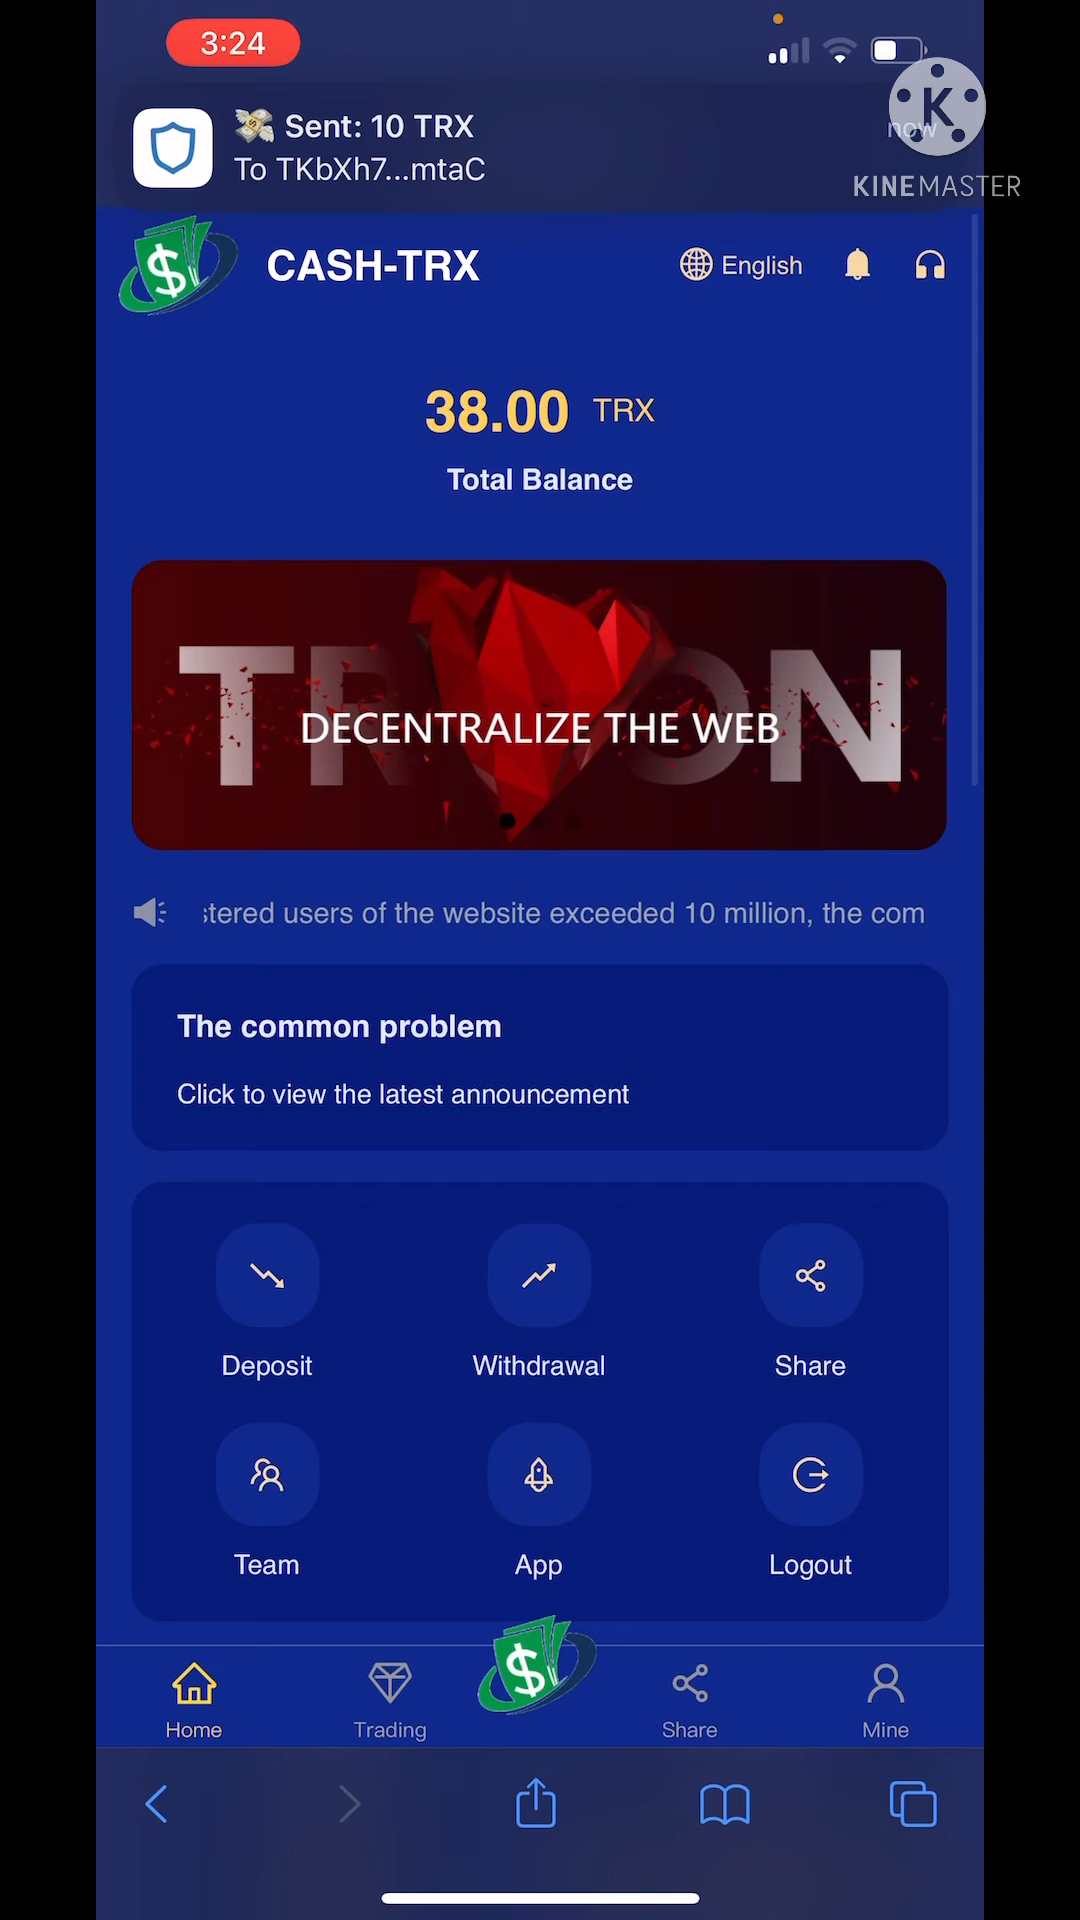 3:24
💸 Sent: 10 TRX
now
To TKbXh7...mtaC
K
KINEMASTER
CASH-TRX
English
38.00 TRX
Total Balance
TRON
DECENTRALIZE THE WEB
stered users of the website exceeded 10 million, the com
The common problem
Click to view the latest announcement
Deposit
Withdrawal
Share
Team
App
Logout
Home
Trading
Share
Mine